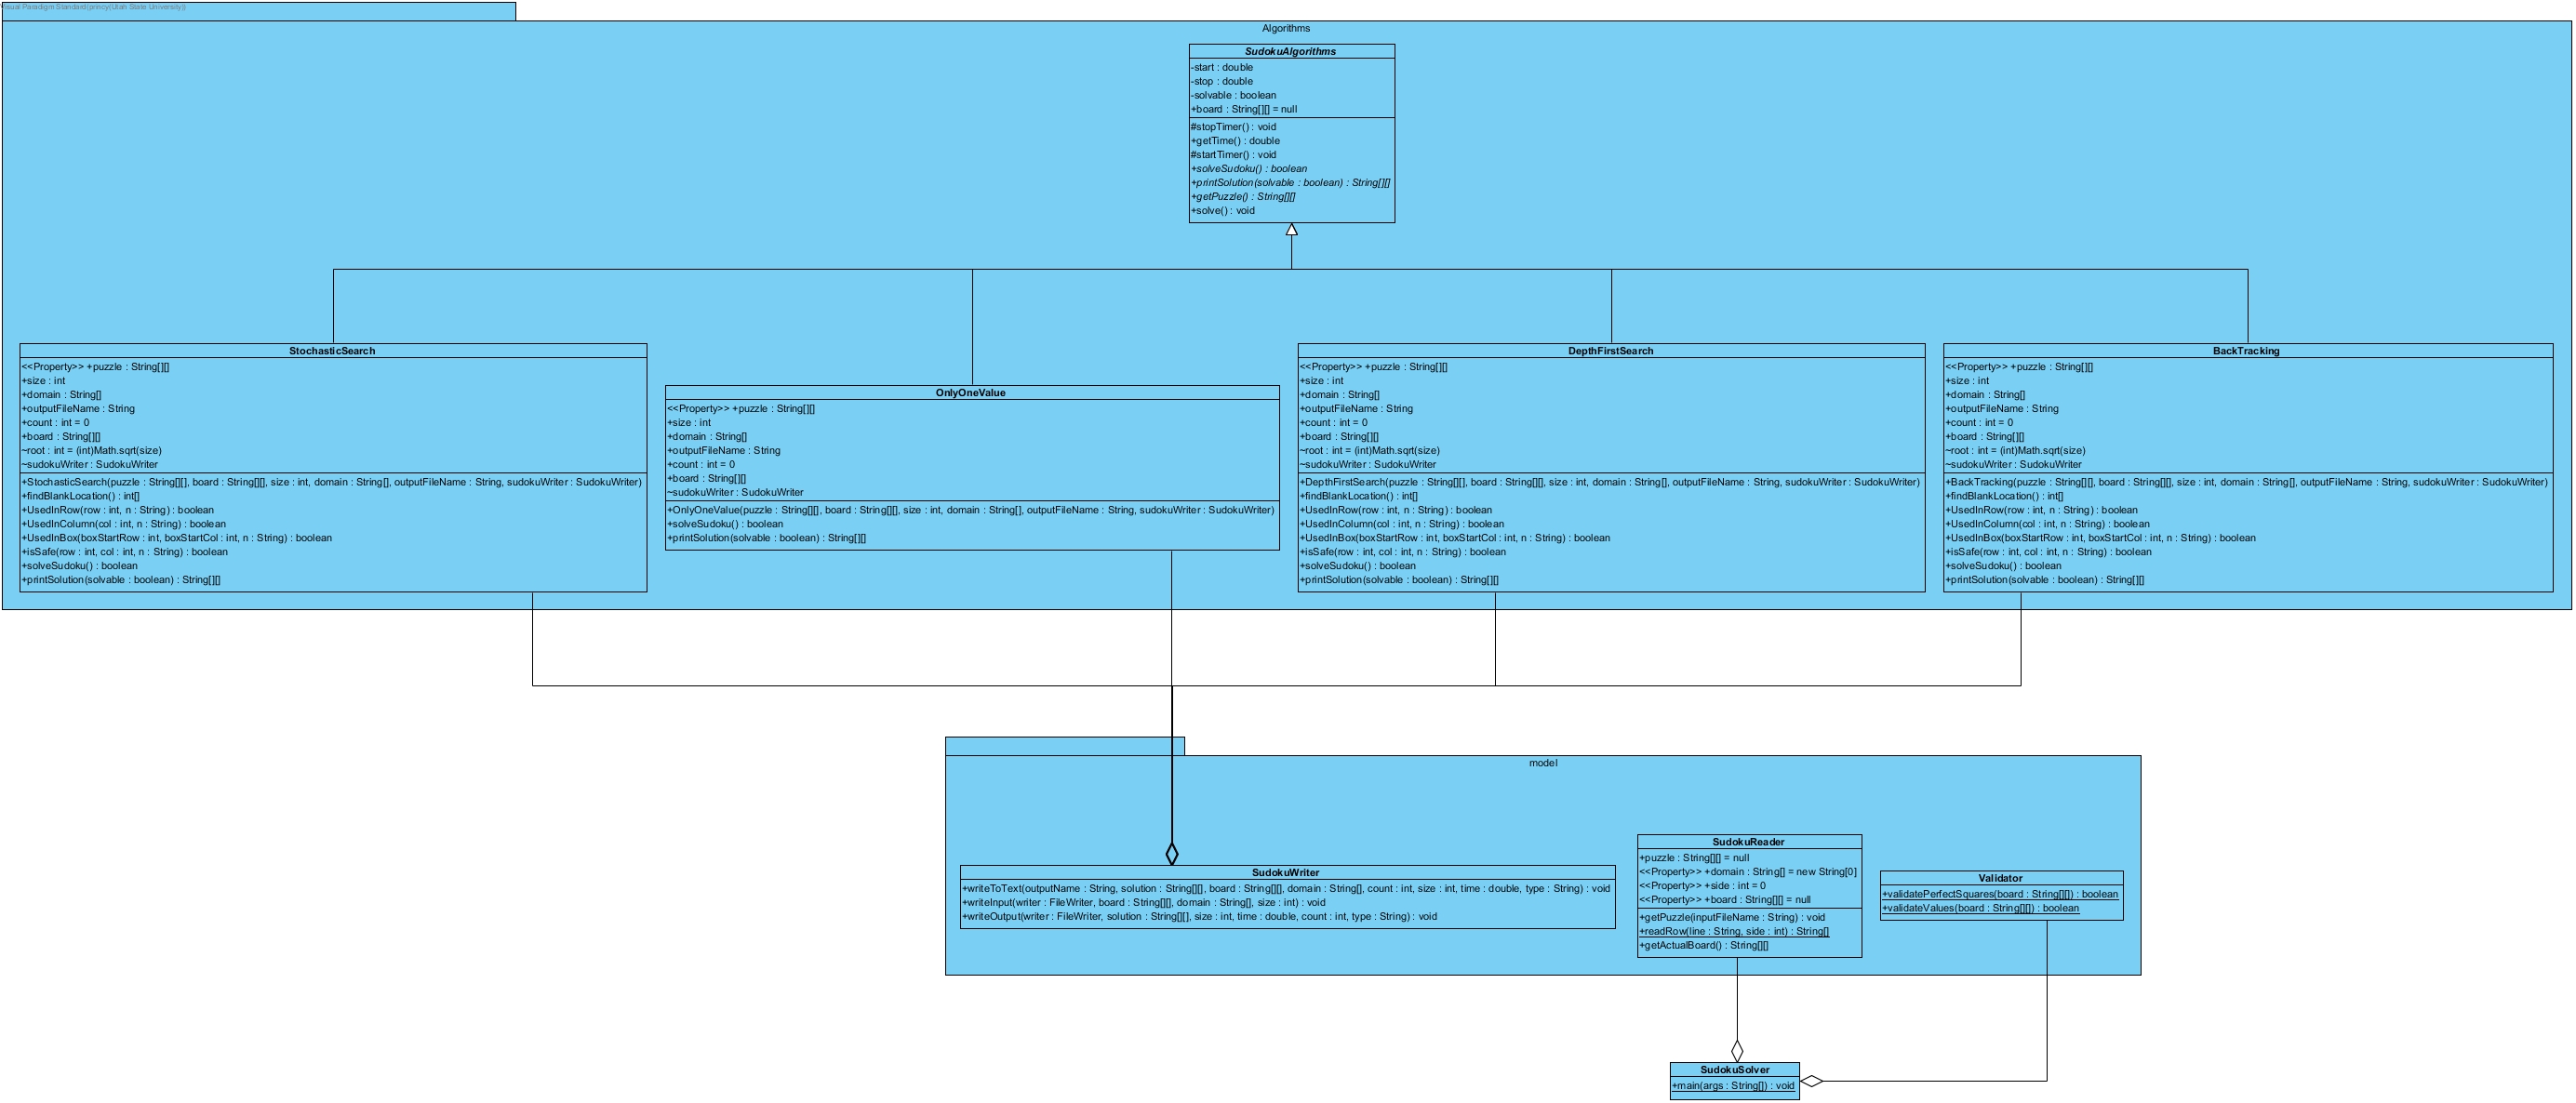 Visual Paradigm Standard(princy(Utah State University))
Algorithms
SudokuAlgorithms
-start : double
-stop : double
-solvable : boolean
+board : String[][] = null
#stopTimer() : void
+getTime() : double
#startTimer() : void
+solveSudoku() : boolean
+printSolution(solvable : boolean) : String[][]
+getPuzzle() : String[][]
+solve() : void
StochasticSearch
<<Property>> +puzzle : String[][]
+size : int
+domain : String[]
+outputFileName : String
+count : int = 0
+board : String[][]
~root : int = (int)Math.sqrt(size)
~sudokuWriter : SudokuWriter
+StochasticSearch(puzzle : String[][], board : String[][], size : int, domain : String[], outputFileName : String, sudokuWriter : SudokuWriter)
+findBlankLocation() : int[]
+UsedInRow(row : int, n : String) : boolean
+UsedInColumn(col : int, n : String) : boolean
+UsedInBox(boxStartRow : int, boxStartCol : int, n : String) : boolean
+isSafe(row : int, col : int, n : String) : boolean
+solveSudoku() : boolean
+printSolution(solvable : boolean) : String[][]
OnlyOneValue
<<Property>> +puzzle : String[][]
+size : int
+domain : String[]
+outputFileName : String
+count : int = 0
+board : String[][]
~sudokuWriter : SudokuWriter
+OnlyOneValue(puzzle : String[][], board : String[][], size : int, domain : String[], outputFileName : String, sudokuWriter : SudokuWriter)
+solveSudoku() : boolean
+printSolution(solvable : boolean) : String[][]
DepthFirstSearch
<<Property>> +puzzle : String[][]
+size : int
+domain : String[]
+outputFileName : String
+count : int = 0
+board : String[][]
~root : int = (int)Math.sqrt(size)
~sudokuWriter : SudokuWriter
+DepthFirstSearch(puzzle : String[][], board : String[][], size : int, domain : String[], outputFileName : String, sudokuWriter : SudokuWriter)
+findBlankLocation() : int[]
+UsedInRow(row : int, n : String) : boolean
+UsedInColumn(col : int, n : String) : boolean
+UsedInBox(boxStartRow : int, boxStartCol : int, n : String) : boolean
+isSafe(row : int, col : int, n : String) : boolean
+solveSudoku() : boolean
+printSolution(solvable : boolean) : String[][]
BackTracking
<<Property>> +puzzle : String[][]
+size : int
+domain : String[]
+outputFileName : String
+count : int = 0
+board : String[][]
~root : int = (int)Math.sqrt(size)
~sudokuWriter : SudokuWriter
+BackTracking(puzzle : String[][], board : String[][], size : int, domain : String[], outputFileName : String, sudokuWriter : SudokuWriter)
+findBlankLocation() : int[]
+UsedInRow(row : int, n : String) : boolean
+UsedInColumn(col : int, n : String) : boolean
+UsedInBox(boxStartRow : int, boxStartCol : int, n : String) : boolean
+isSafe(row : int, col : int, n : String) : boolean
+solveSudoku() : boolean
+printSolution(solvable : boolean) : String[][]
model
SudokuWriter
+writeToText(outputName : String, solution : String[][], board : String[][], domain : String[], count : int, size : int, time : double, type : String) : void
+writeInput(writer : FileWriter, board : String[][], domain : String[], size : int) : void
+writeOutput(writer : FileWriter, solution : String[][], size : int, time : double, count : int, type : String) : void
SudokuReader
+puzzle : String[][] = null
<<Property>> +domain : String[] = new String[0]
<<Property>> +side : int = 0
<<Property>> +board : String[][] = null
+getPuzzle(inputFileName : String) : void
+readRow(line : String, side : int) : String[]
+getActualBoard() : String[][]
Validator
+validatePerfectSquares(board : String[][]) : boolean
+validateValues(board : String[][]) : boolean
SudokuSolver
+main(args : String[]) : void